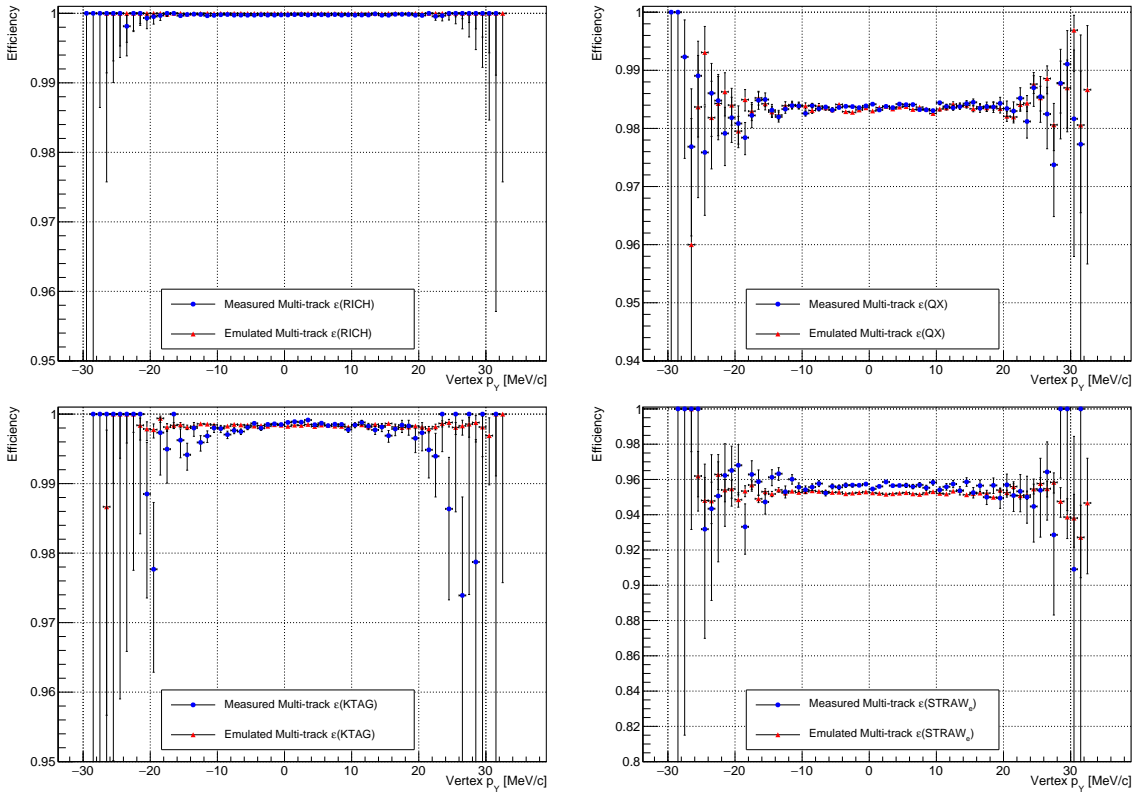 Efficiency
1
0.99
0.98
0.97
0.96
0.95
−30 −20 −10 0 10 20 30
Vertex p_Y [MeV/c]
Measured Multi-track ε(RICH)
Emulated Multi-track ε(RICH)
Efficiency
1
0.99
0.98
0.97
0.96
0.95
0.94
−30 −20 −10 0 10 20 30
Vertex p_Y [MeV/c]
Measured Multi-track ε(QX)
Emulated Multi-track ε(QX)
Efficiency
1
0.99
0.98
0.97
0.96
0.95
−30 −20 −10 0 10 20 30
Vertex p_Y [MeV/c]
Measured Multi-track ε(KTAG)
Emulated Multi-track ε(KTAG)
Efficiency
1
0.98
0.96
0.94
0.92
0.9
0.88
0.86
0.84
0.82
0.8
−30 −20 −10 0 10 20 30
Vertex p_Y [MeV/c]
Measured Multi-track ε(STRAW_e)
Emulated Multi-track ε(STRAW_e)